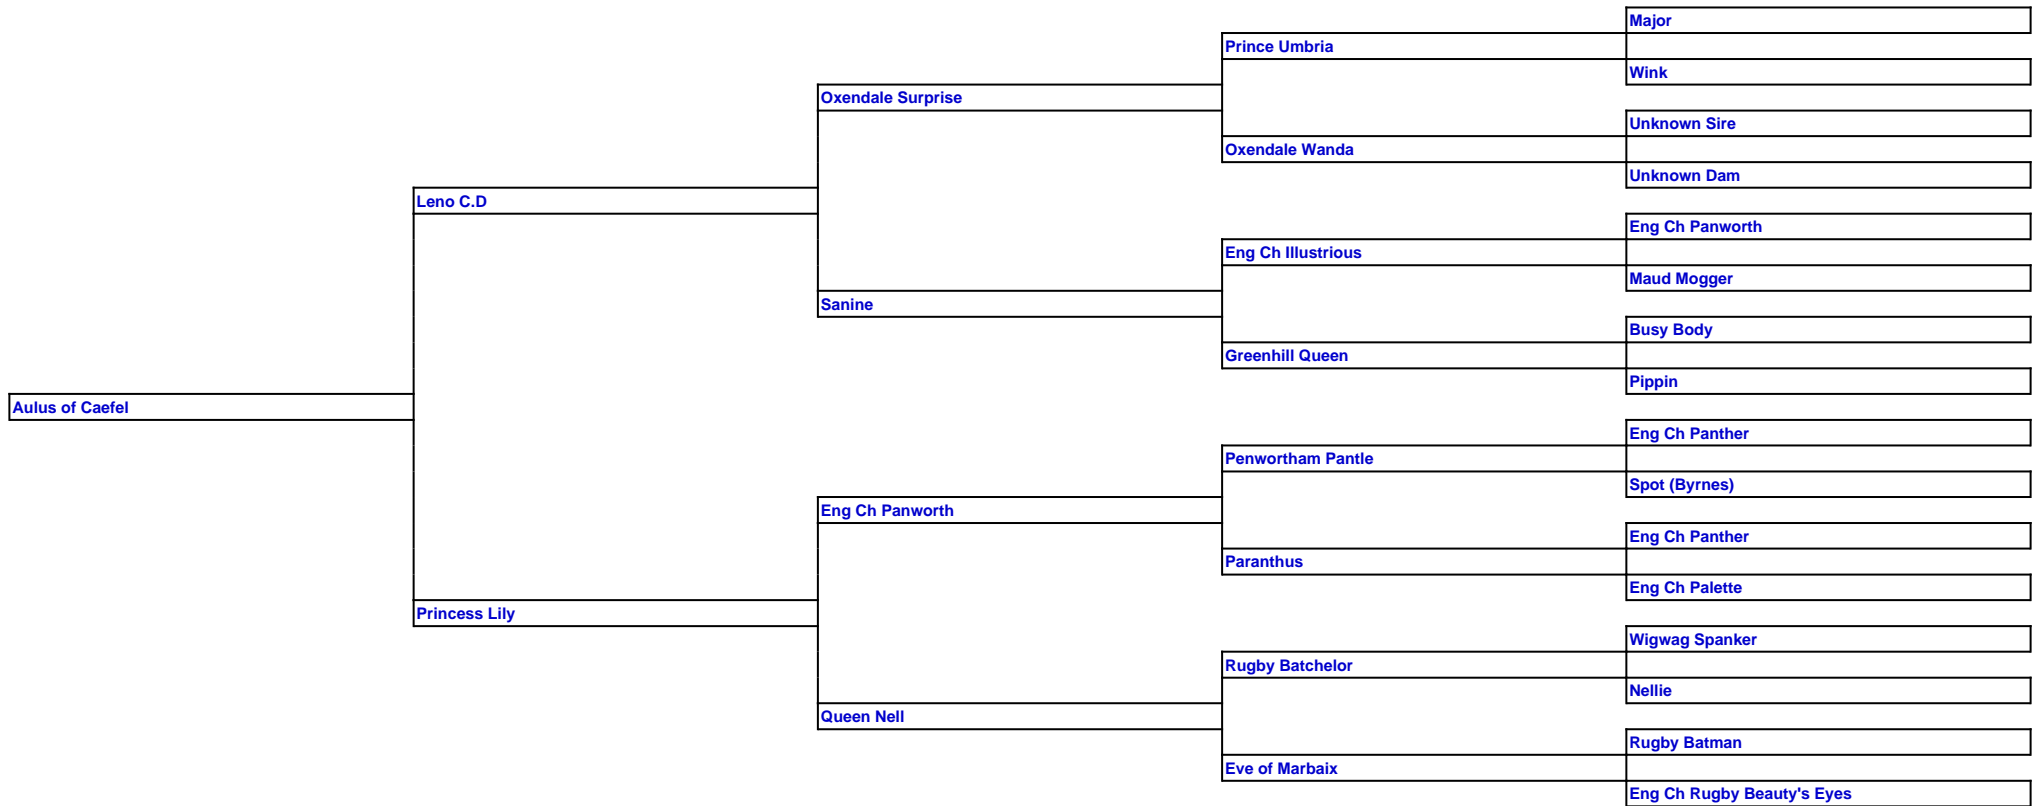 Major
Prince Umbria
Wink
Oxendale Surprise
Unknown Sire
Oxendale Wanda
Unknown Dam
Leno C.D
Eng Ch Panworth
Eng Ch Illustrious
Maud Mogger
Sanine
Busy Body
Greenhill Queen
Pippin
Aulus of Caefel
Eng Ch Panther
Penwortham Pantle
Spot (Byrnes)
Eng Ch Panworth
Eng Ch Panther
Paranthus
Eng Ch Palette
Princess Lily
Wigwag Spanker
Rugby Batchelor
Nellie
Queen Nell
Rugby Batman
Eve of Marbaix
Eng Ch Rugby Beauty's Eyes